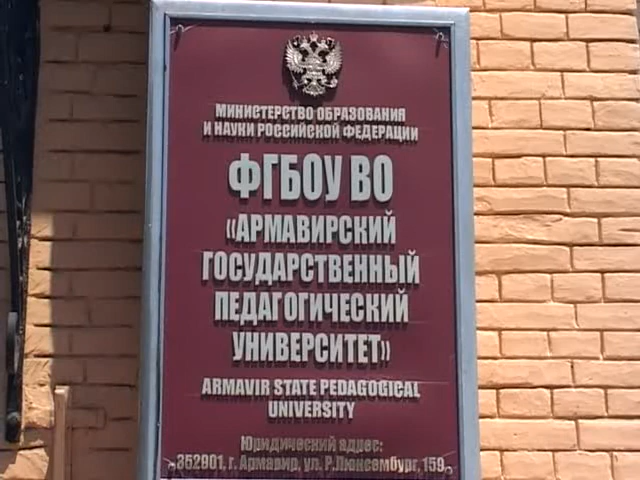 МИНИСТЕРСТВО ОБРАЗОВАНИЯ
И НАУКИ РОССИЙСКОЙ ФЕДЕРАЦИИ
ФГБОУ ВО
«АРМАВИРСКИЙ
ГОСУДАРСТВЕННЫЙ
ПЕДАГОГИЧЕСКИЙ
УНИВЕРСИТЕТ»
ARMAVIR STATE PEDAGOGICAL
UNIVERSITY
Юридический адрес:
352901, г. Армавир, ул. Р.Люксембург, 159